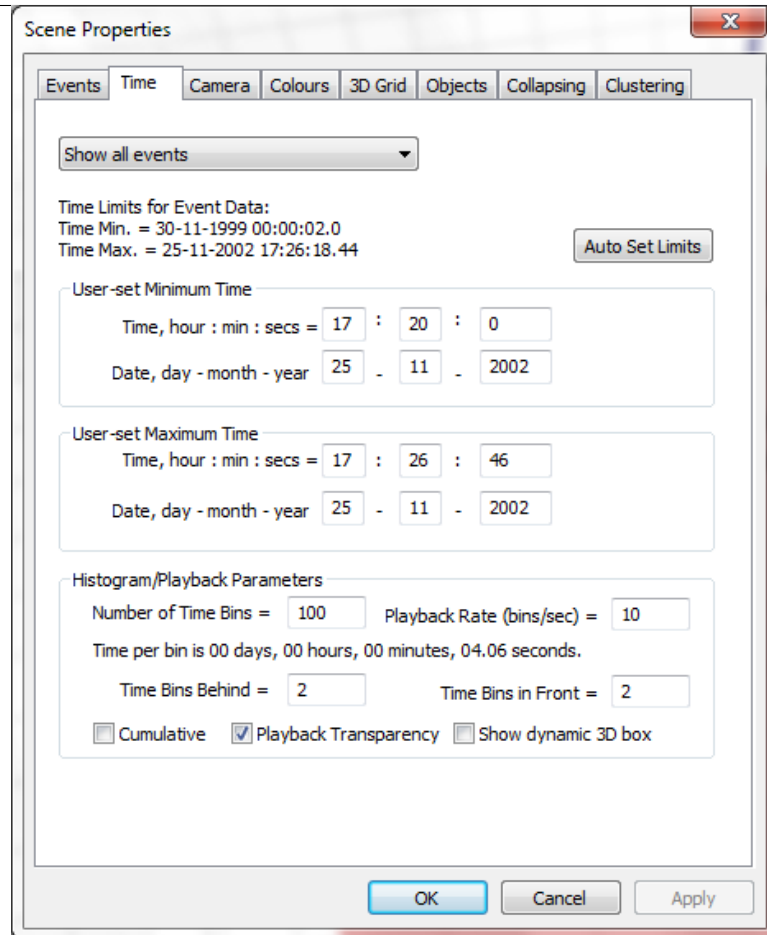 Scene Properties
Events Time Camera Colours 3D Grid Objects Collapsing Clustering
Show all events
Time Limits for Event Data:
Time Min. = 30-11-1999 00:00:02.0
Time Max. = 25-11-2002 17:26:18.44
Auto Set Limits
User-set Minimum Time
Time, hour : min : secs = 17 : 20 : 0
Date, day - month - year 25 - 11 - 2002
User-set Maximum Time
Time, hour : min : secs = 17 : 26 : 46
Date, day - month - year 25 - 11 - 2002
Histogram/Playback Parameters
Number of Time Bins = 100 Playback Rate (bins/sec) = 10
Time per bin is 00 days, 00 hours, 00 minutes, 04.06 seconds.
Time Bins Behind = 2 Time Bins in Front = 2
Cumulative Playback Transparency Show dynamic 3D box
OK Cancel Apply